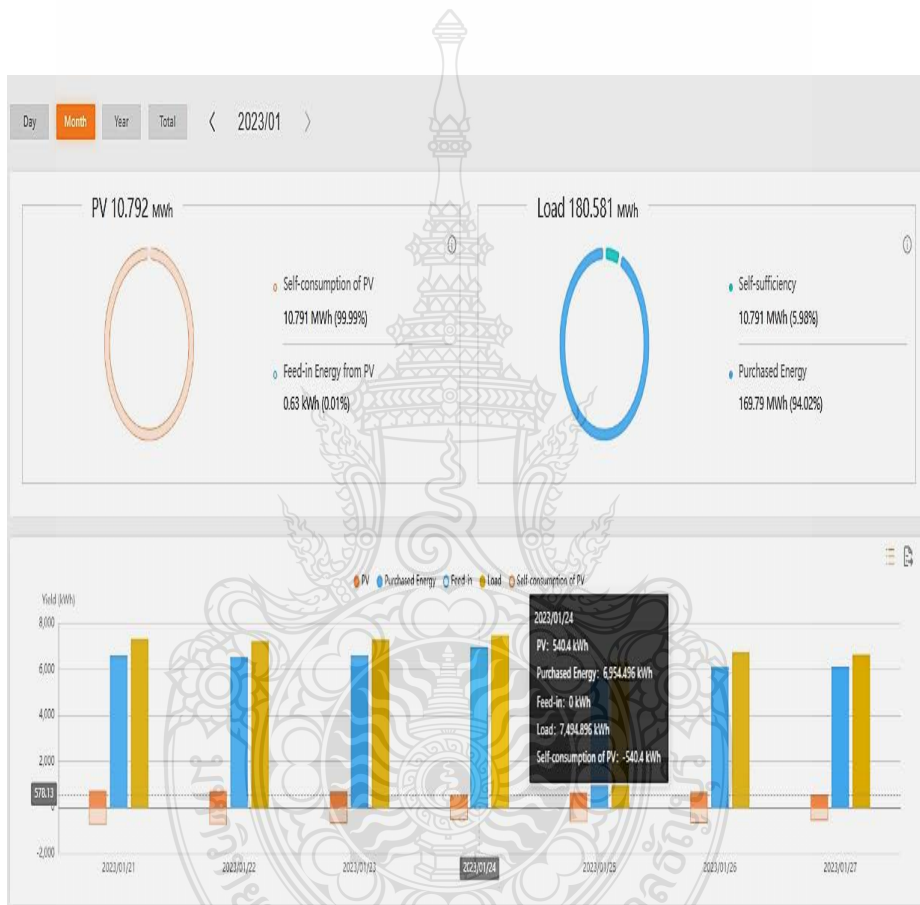 Day Month Year Total < 2023/01 >
PV 10.792 MWh
Self-consumption of PV
10.791 MWh (99.99%)
Feed-in Energy from PV
0.63 kWh (0.01%)
Load 180.581 MWh
Self-sufficiency
10.791 MWh (5.98%)
Purchased Energy
169.79 MWh (94.02%)
PV Purchased Energy Feed-in Load Self-consumption of PV
Yield (kWh)
8,000
6,000
4,000
2,000
578.13
0
-2,000
2023/01/24
PV: 540.4 kWh
Purchased Energy: 6,954.496 kWh
Feed-in: 0 kWh
Load: 7,494.896 kWh
Self-consumption of PV: -540.4 kWh
2023/01/21 2023/01/22 2023/01/23 2023/01/24 2023/01/25 2023/01/26 2023/01/27